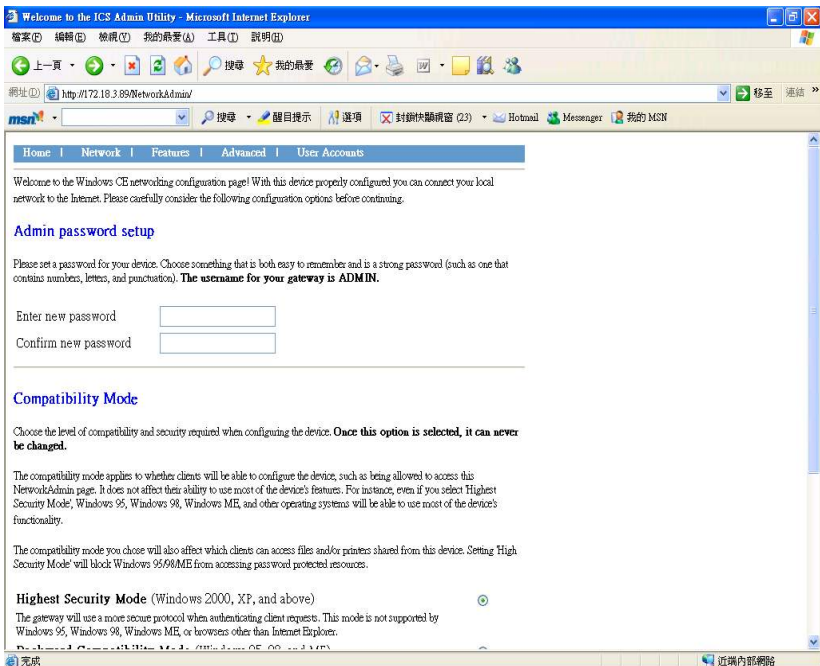 Welcome to the ICS Admin Utility - Microsoft Internet Explorer
檔案(F) 編輯(E) 檢視(V) 我的最愛(A) 工具(T) 說明(H)
上一頁 搜尋 我的最愛
網址(D) http://172.18.3.89/NetworkAdmin/ 移至 連結 »
msn 搜尋 醒目提示 選項 封鎖快顯視窗 (23) Hotmail Messenger 我的 MSN
Home | Network | Features | Advanced | User Accounts
Welcome to the Windows CE networking configuration page! With this device properly configured you can connect your local
network to the Internet. Please carefully consider the following configuration options before continuing.
Admin password setup
Please set a password for your device. Choose something that is both easy to remember and is a strong password (such as one that
contains numbers, letters, and punctuation). The username for your gateway is ADMIN.
Enter new password
Confirm new password
Compatibility Mode
Choose the level of compatibility and security required when configuring the device. Once this option is selected, it can never
be changed.
The compatibility mode applies to whether clients will be able to configure the device, such as being allowed to access this
NetworkAdmin page. It does not affect their ability to use most of the device's features. For instance, even if you select 'Highest
Security Mode', Windows 95, Windows 98, Windows ME, and other operating systems will be able to use most of the device's
functionality.
The compatibility mode you chose will also affect which clients can access files and/or printers shared from this device. Setting 'High
Security Mode' will block Windows 95/98/ME from accessing password protected resources.
Highest Security Mode (Windows 2000, XP, and above)
The gateway will use a more secure protocol when authenticating client requests. This mode is not supported by
Windows 95, Windows 98, Windows ME, or browsers other than Internet Explorer.
Backward Compatibility Mode (Windows 95, 98, and ME)
完成 近端內部網路